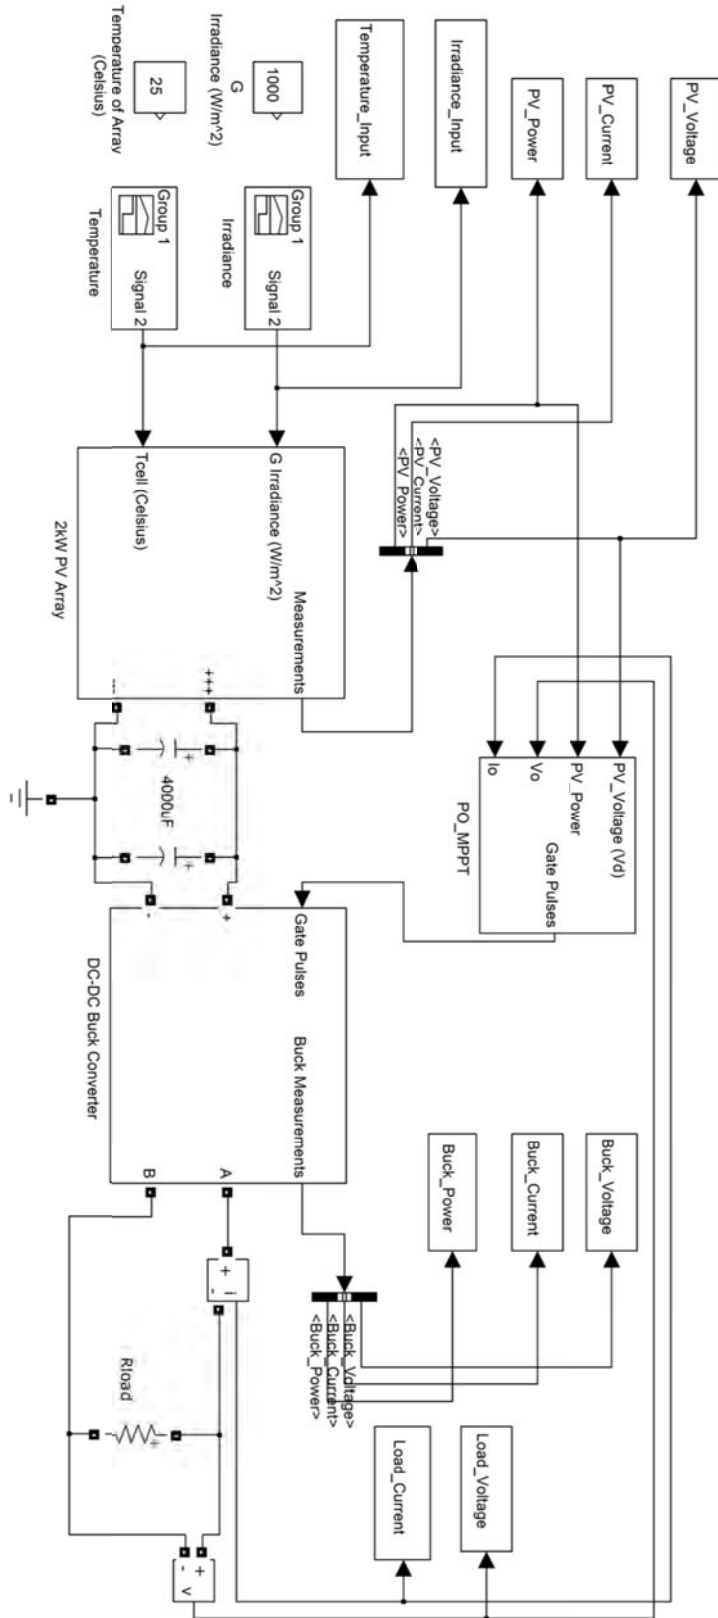 PV_Voltage
PV_Current
PV_Power
Irradiance_Input
Temperature_Input
1000
G
Irradiance (W/m^2)
25
Temperature of Array
(Celsius)
Group 1
Signal 2
Irradiance
Group 1
Signal 2
Temperature
<PV_Voltage>
<PV_Current>
<PV_Power>
G Irradiance (W/m^2)
Tcell (Celsius)
Measurements
+++
---
2kW PV Array
PV_Voltage (Vd)
PV_Power
Vo
Io
Gate Pulses
PO_MPPT
+
4000uF
+
Gate Pulses
+
-
Buck Measurements
A
B
DC-DC Buck Converter
Buck_Voltage
Buck_Current
Buck_Power
<Buck_Voltage>
<Buck_Current>
<Buck_Power>
+ i
-
Rload
+
Load_Voltage
Load_Current
+ v
-